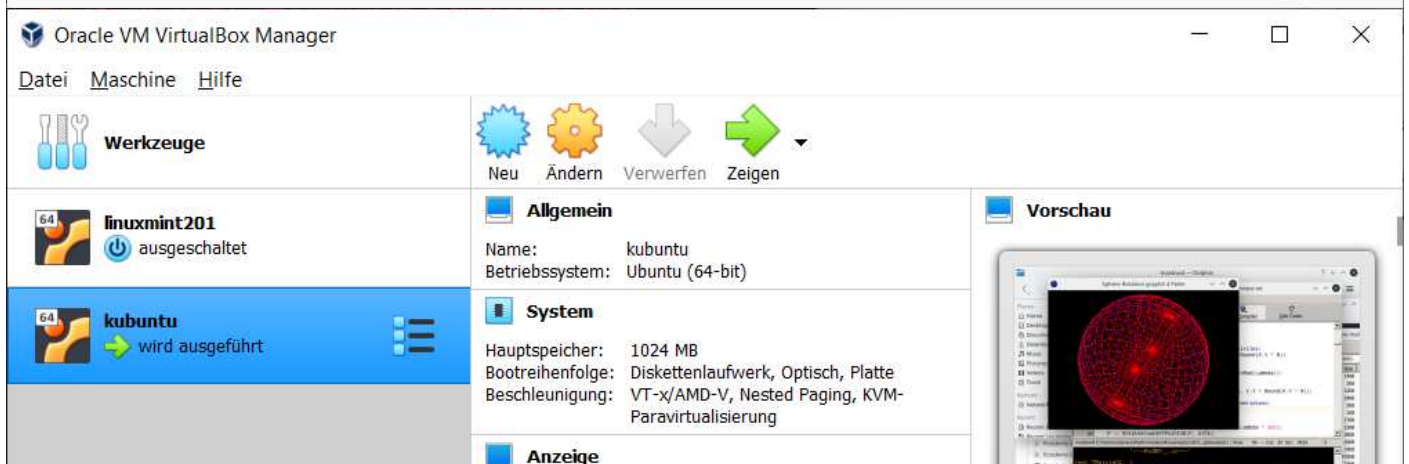 Oracle VM VirtualBox Manager
Datei Maschine Hilfe
Werkzeuge
Neu Ändern Verwerfen Zeigen
64
linuxmint201
ausgeschaltet
64
kubuntu
wird ausgeführt
Allgemein
Name: kubuntu
Betriebssystem: Ubuntu (64-bit)
System
Hauptspeicher: 1024 MB
Bootreihenfolge: Diskettenlaufwerk, Optisch, Platte
Beschleunigung: VT-x/AMD-V, Nested Paging, KVM-
Paravirtualisierung
Anzeige
Vorschau